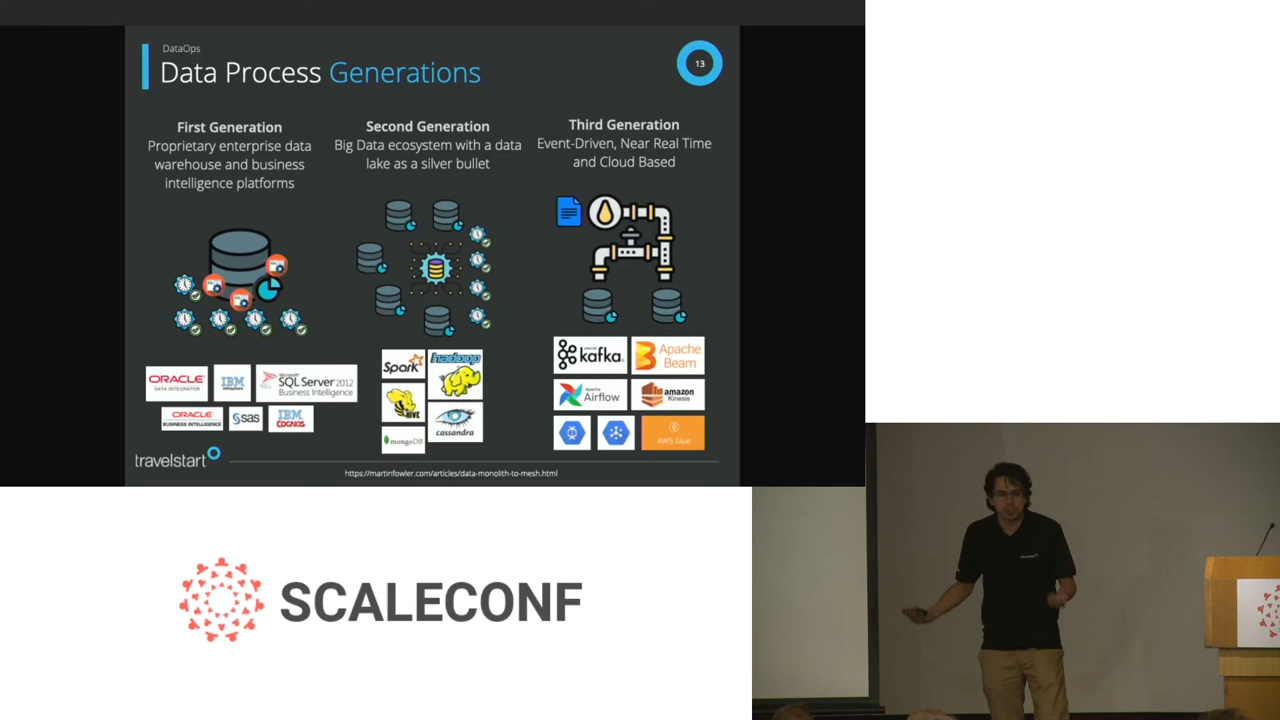 DataOps
Data Process Generations
13
First Generation
Proprietary enterprise data
warehouse and business
intelligence platforms
Second Generation
Big Data ecosystem with a data
lake as a silver bullet
Third Generation
Event-Driven, Near Real Time
and Cloud Based
ORACLE
DATA INTEGRATOR
IBM
Microsoft
SQL Server 2012
Business Intelligence
ORACLE
BUSINESS INTELLIGENCE
sas
IBM
COGNOS
Spark
hadoop
HIVE
mongoDB
cassandra
kafka
Apache
Beam
Apache
Airflow
amazon
Kinesis
AWS Glue
travelstart
https://martinfowler.com/articles/data-monolith-to-mesh.html
SCALECONF